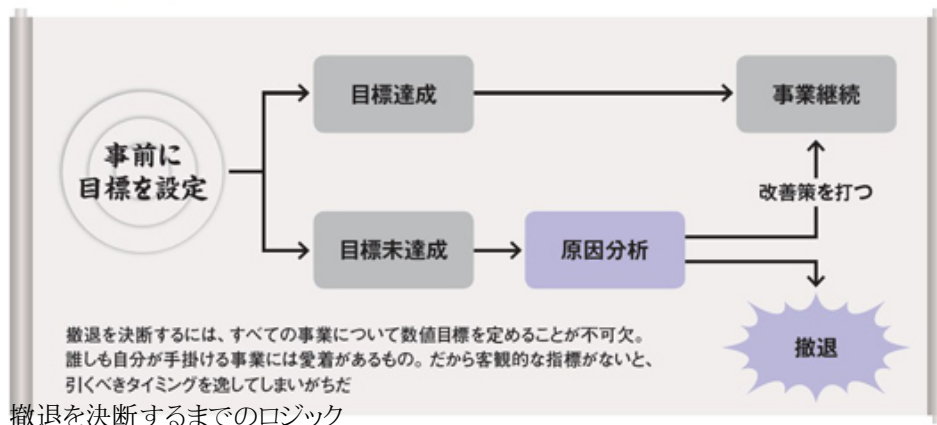 事前に
目標を設定
目標達成
事業継続
改善策を打つ
目標未達成
原因分析
撤退
撤退を決断するには、すべての事業について数値目標を定めることが不可欠。
誰しも自分が手掛ける事業には愛着があるもの。だから客観的な指標がないと、
引くべきタイミングを逸してしまいがちだ
撤退を決断するまでのロジック